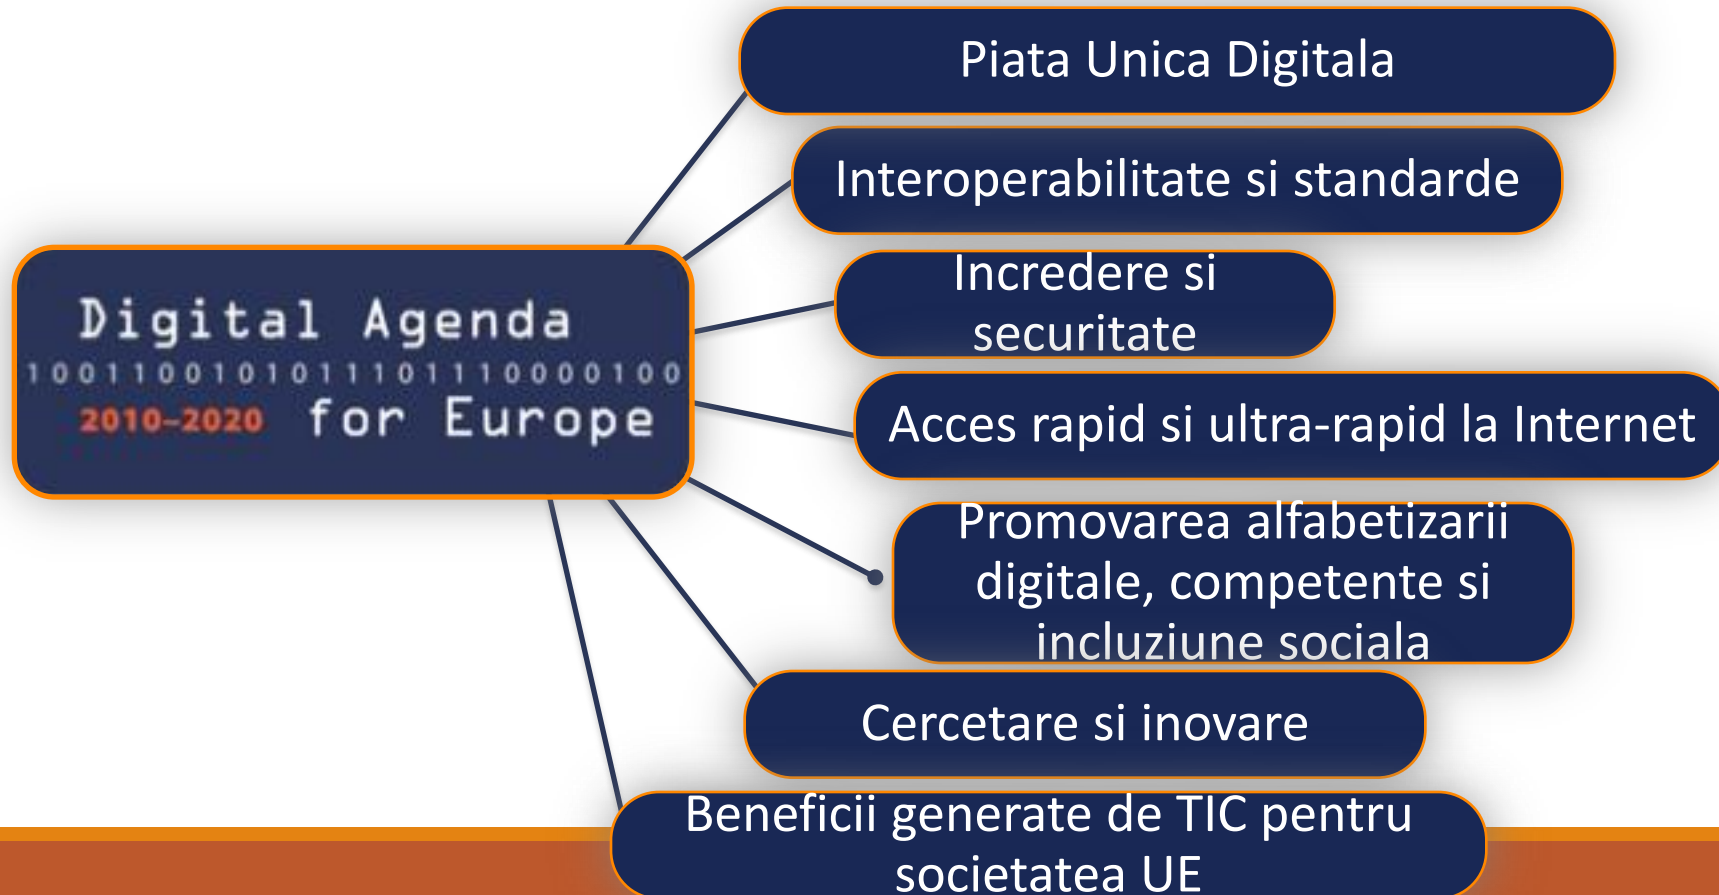 Digital Agenda
1001100101011101110000100
2010–2020 for Europe
Piata Unica Digitala
Interoperabilitate si standarde
Incredere si
securitate
Acces rapid si ultra-rapid la Internet
Promovarea alfabetizarii
digitale, competente si
incluziune sociala
Cercetare si inovare
Beneficii generate de TIC pentru
societatea UE